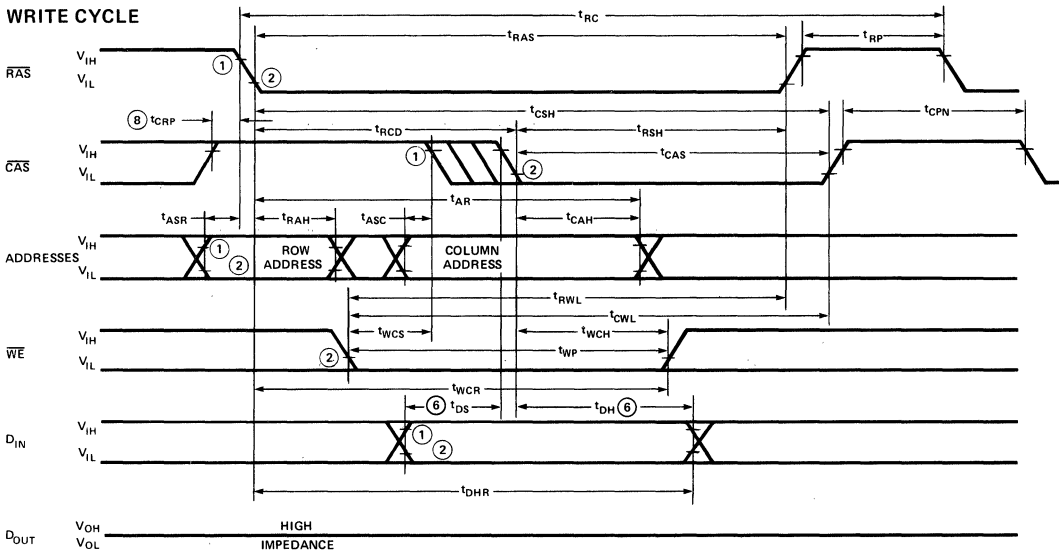 WRITE CYCLE
tRC
tRAS
tRP
RAS
VIH
VIL
1
2
tCSH
8 tCRP
tRCD
tRSH
tCPN
CAS
VIH
VIL
1
2
tCAS
tAR
tASR
tRAH
tASC
tCAH
ADDRESSES
VIH
VIL
1
2
ROW
ADDRESS
COLUMN
ADDRESS
tRWL
tCWL
tWCS
tWCH
WE
VIH
VIL
2
tWP
tWCR
6 tDS
tDH 6
DIN
VIH
VIL
1
2
tDHR
DOUT
VOH
VOL
HIGH
IMPEDANCE